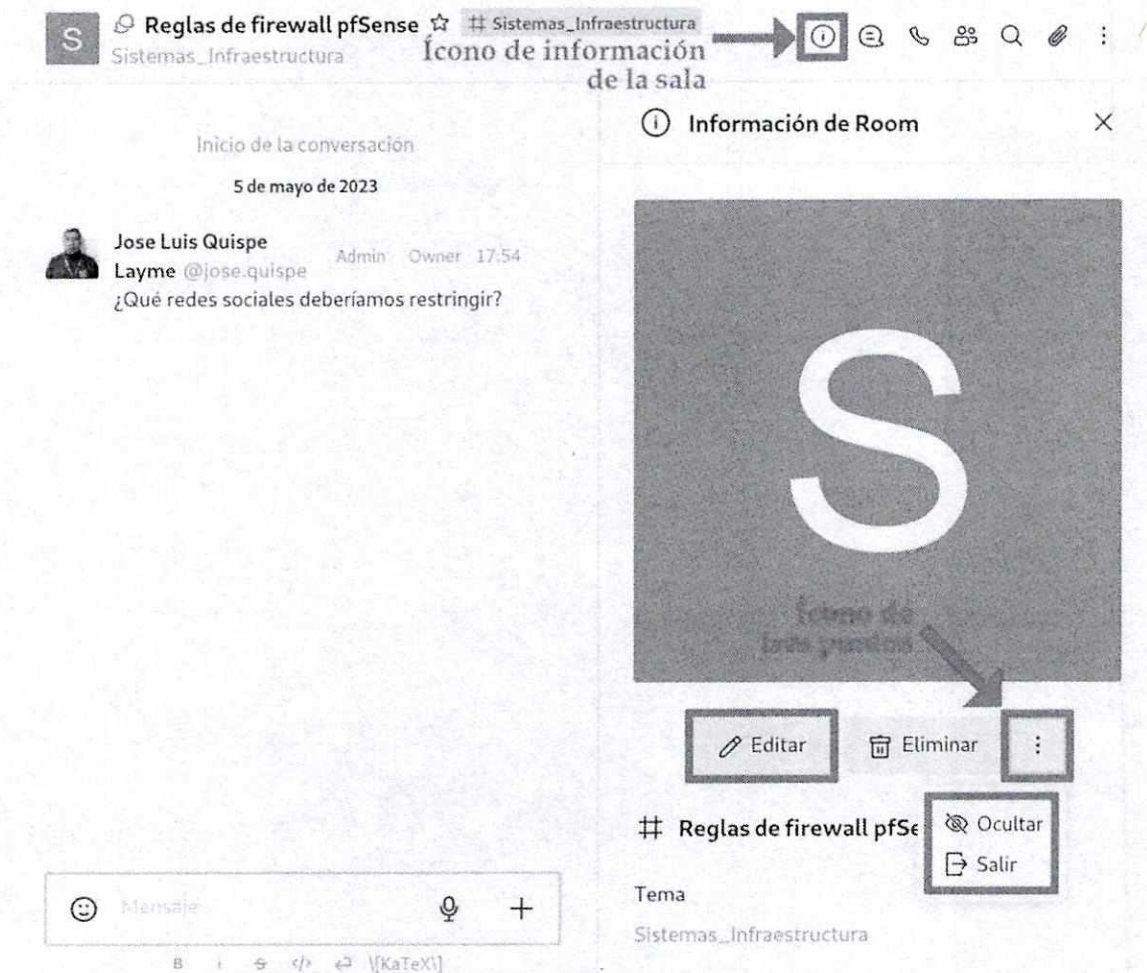 S
Reglas de firewall pfSense # Sistemas_Infraestructura
Sistemas_Infraestructura
Ícono de información
de la sala
Información de Room
Inicio de la conversación
5 de mayo de 2023
Jose Luis Quispe
Layme @jose.quispe Admin Owner 17:54
¿Qué redes sociales deberíamos restringir?
S
Ícono de
tres puntos
Editar Eliminar
# Reglas de firewall pfSe
Ocultar
Salir
Tema
Sistemas_Infraestructura
Mensaje
B i S </> \[KaTeX\]